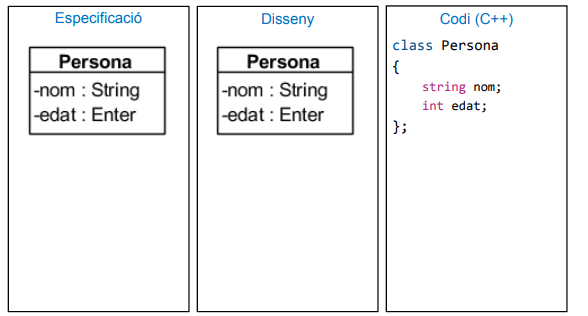 Especificació
Persona
-nom : String
-edat : Enter
Disseny
Persona
-nom : String
-edat : Enter
Codi (C++)
class Persona
{
string nom;
int edat;
};